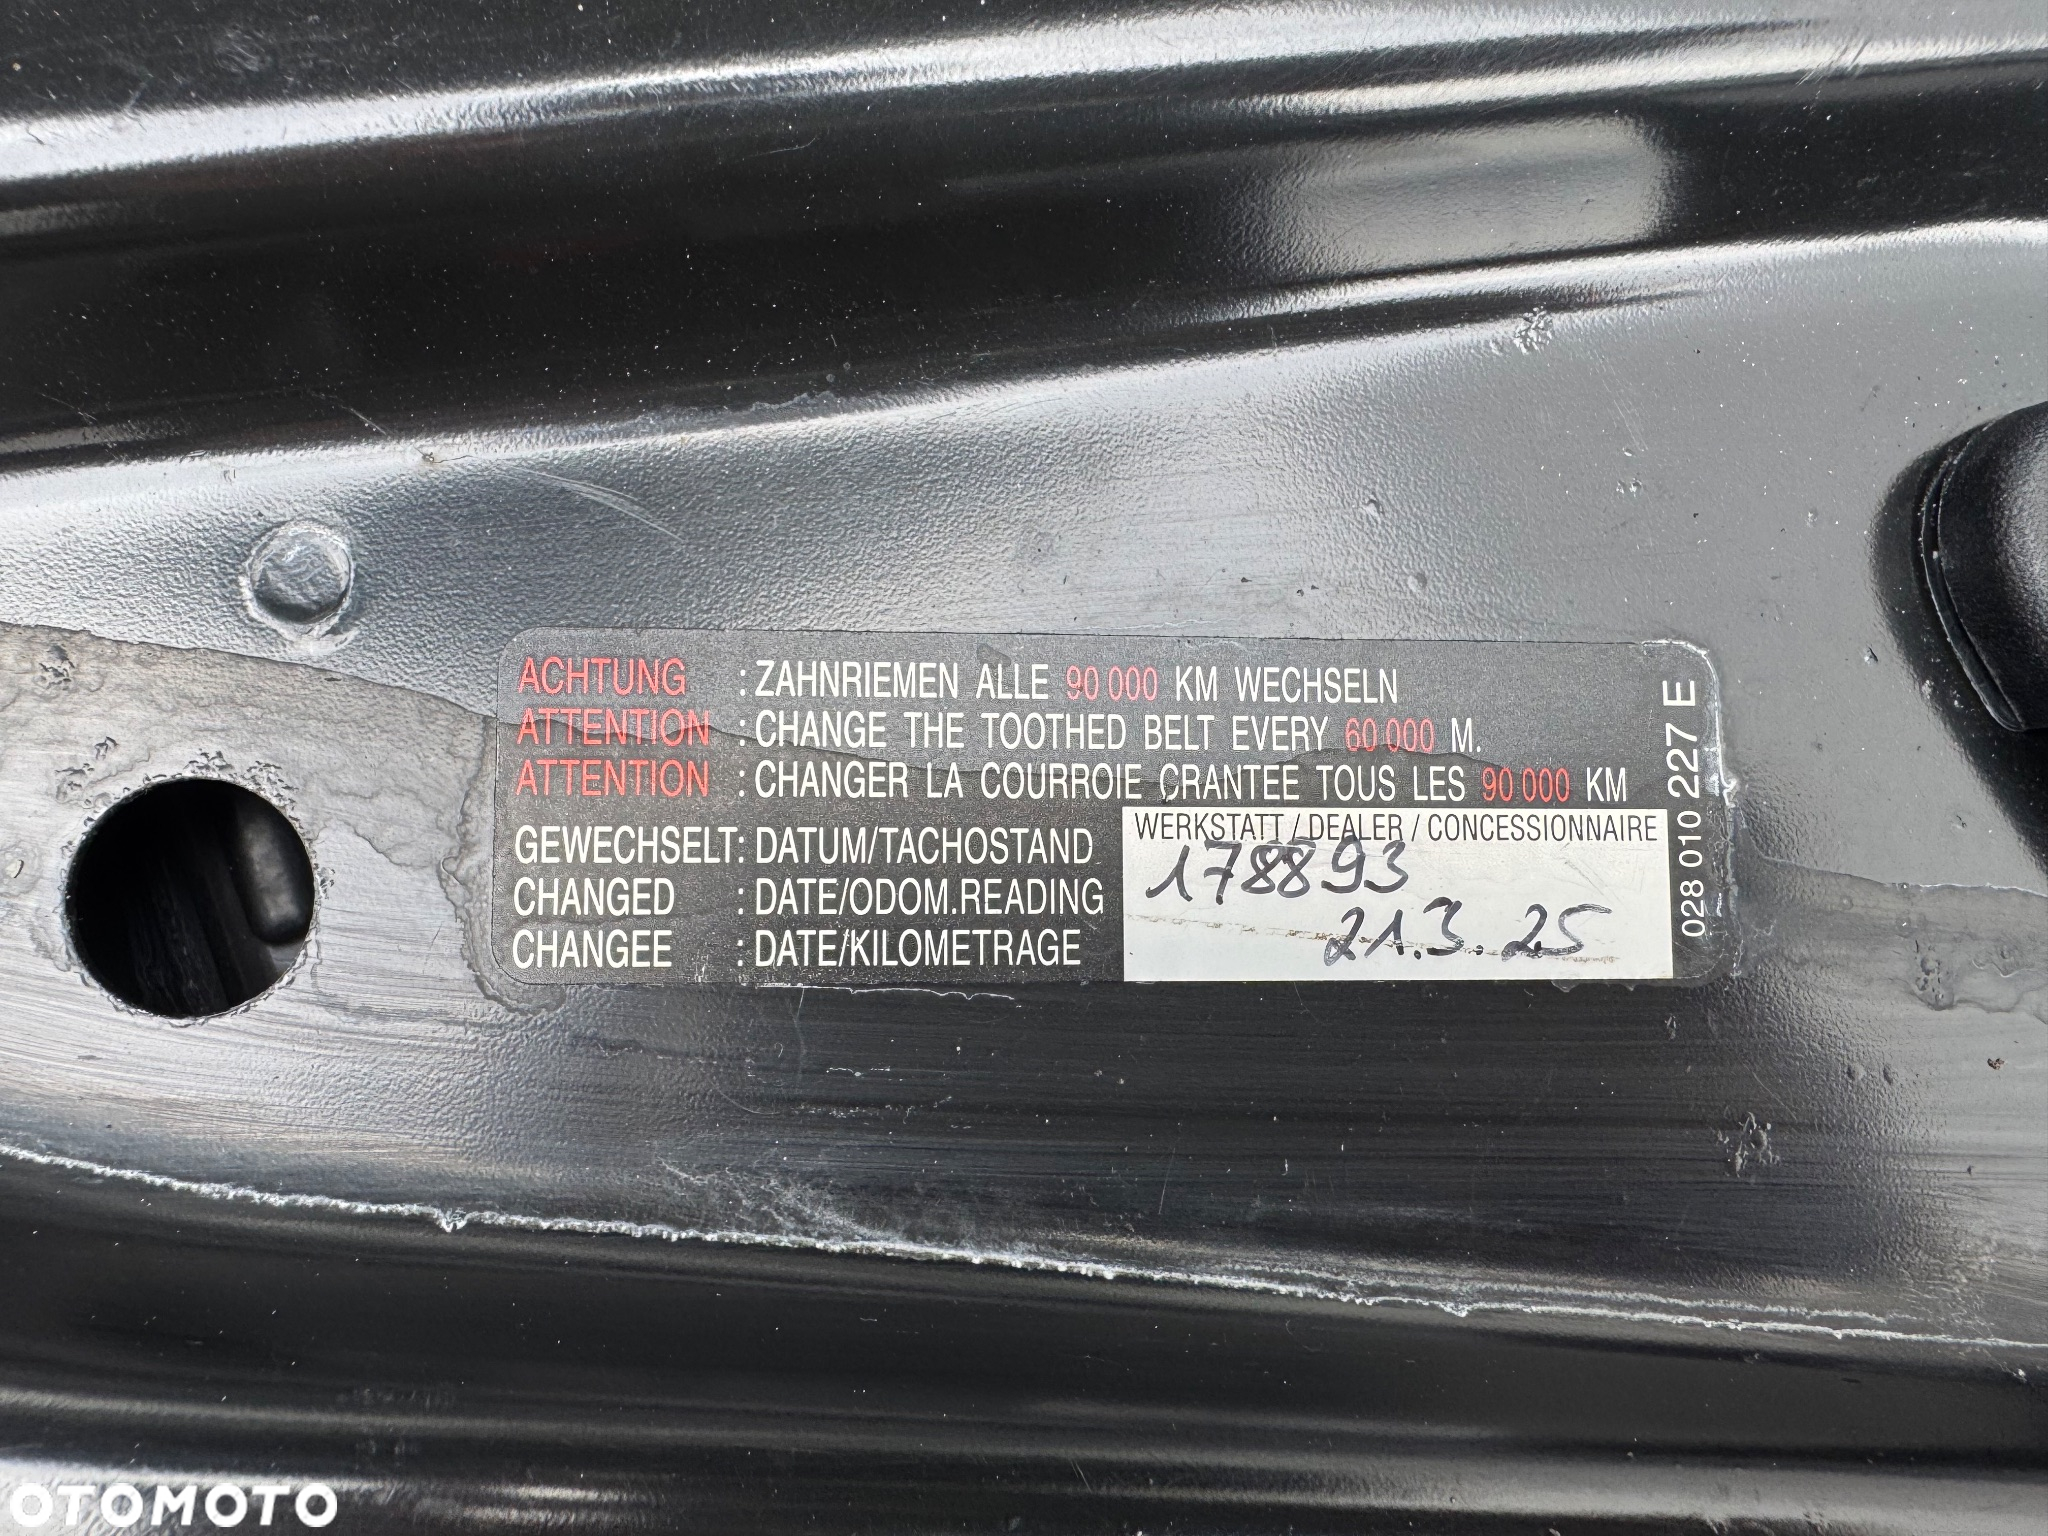 ACHTUNG : ZAHNRIEMEN ALLE 90 000 KM WECHSELN
ATTENTION : CHANGE THE TOOTHED BELT EVERY 60 000 M.
ATTENTION : CHANGER LA COURROIE CRANTEE TOUS LES 90 000 KM
GEWECHSELT: DATUM/TACHOSTAND
CHANGED : DATE/ODOM.READING
CHANGEE : DATE/KILOMETRAGE
WERKSTATT / DEALER / CONCESSIONNAIRE
178893
21.3.25
028 010 227 E
OTOMOTO